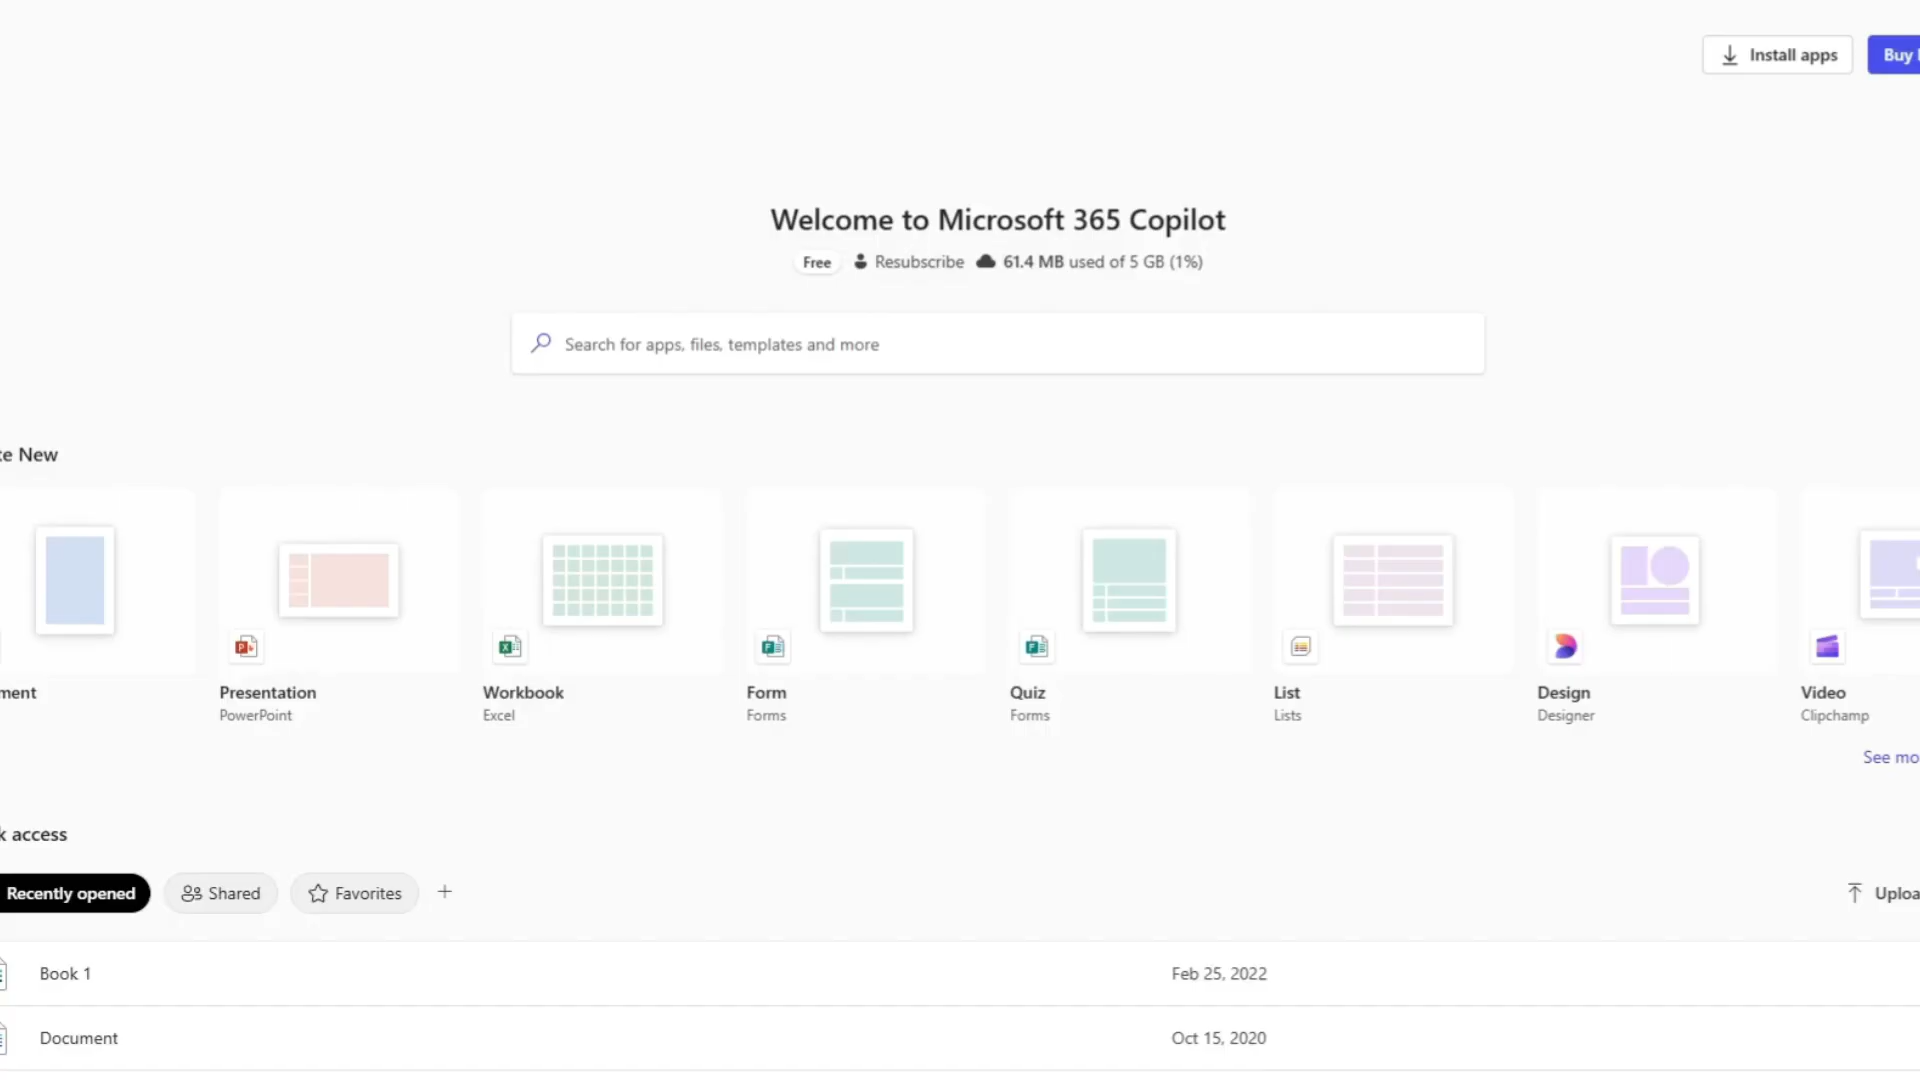 Install apps
Buy
Welcome to Microsoft 365 Copilot
Free Resubscribe 61.4 MB used of 5 GB (1%)
Search for apps, files, templates and more
te New
ment
Presentation
PowerPoint
Workbook
Excel
Form
Forms
Quiz
Forms
List
Lists
Design
Designer
Video
Clipchamp
See mo
k access
Recently opened Shared Favorites
Uploa
Book 1 Feb 25, 2022
Document Oct 15, 2020